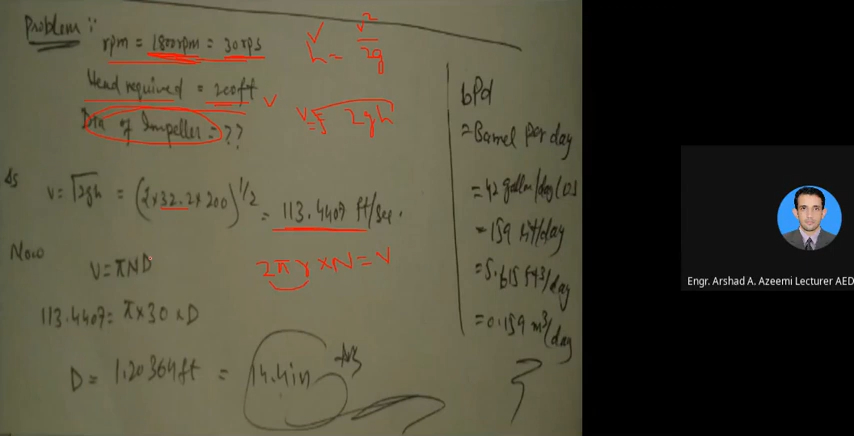 Problem :-
rpm = 1800rpm = 30rps
h = v²/2g
Head required = 200ft
V
Dia of Impeller = ??
V = √2gh
As
V = √2gh = (2 x 32.2 x 200)^1/2 = 113.4407 ft/sec.
Now
V = πND
2πr x N = V
113.4407 = π x 30 x D
D = 1.20364ft = 14.4in Ans
bpd
= Barrel per day
= 42 gallon/day (US
= 159 lit/day
= 5.615 ft3/day
= 0.159 m3/day
Engr. Arshad A. Azeemi Lecturer AED